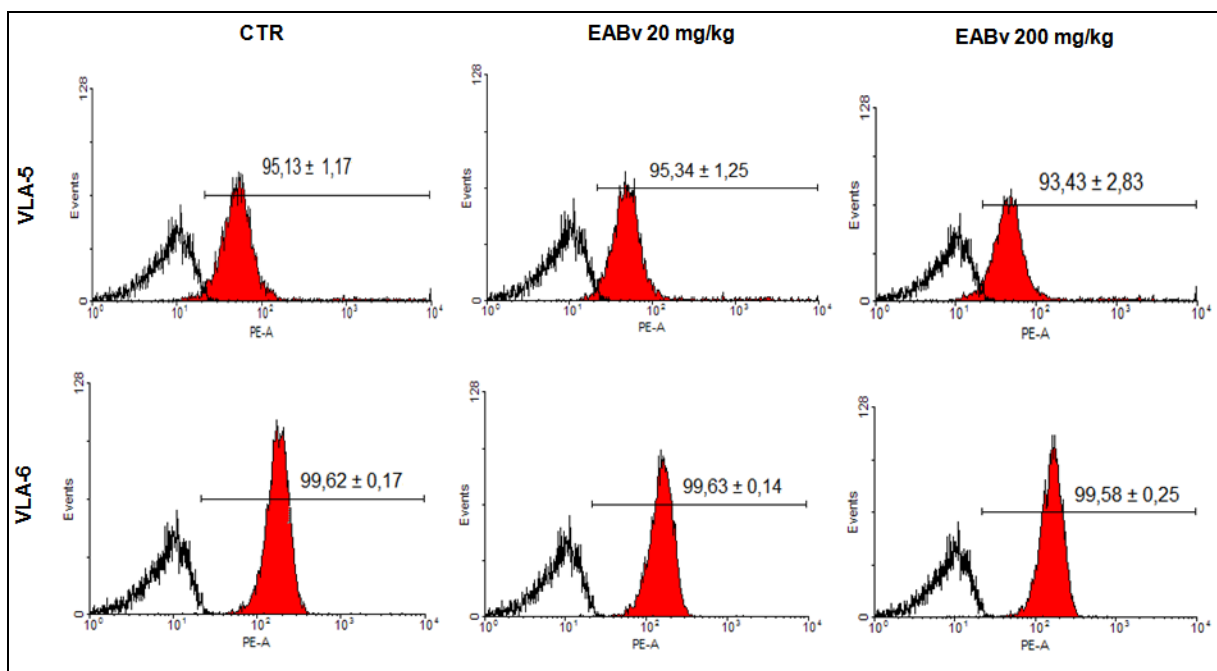 CTR
EABv 20 mg/kg
EABv 200 mg/kg
VLA-5
128
Events
0
95,13 ± 1,17
10⁰ 10¹ 10² 10³ 10⁴
PE-A
128
Events
0
95,34 ± 1,25
10⁰ 10¹ 10² 10³ 10⁴
PE-A
128
Events
0
93,43 ± 2,83
10⁰ 10¹ 10² 10³ 10⁴
PE-A
VLA-6
128
Events
0
99,62 ± 0,17
10⁰ 10¹ 10² 10³ 10⁴
PE-A
128
Events
0
99,63 ± 0,14
10⁰ 10¹ 10² 10³ 10⁴
PE-A
128
Events
0
99,58 ± 0,25
10⁰ 10¹ 10² 10³ 10⁴
PE-A